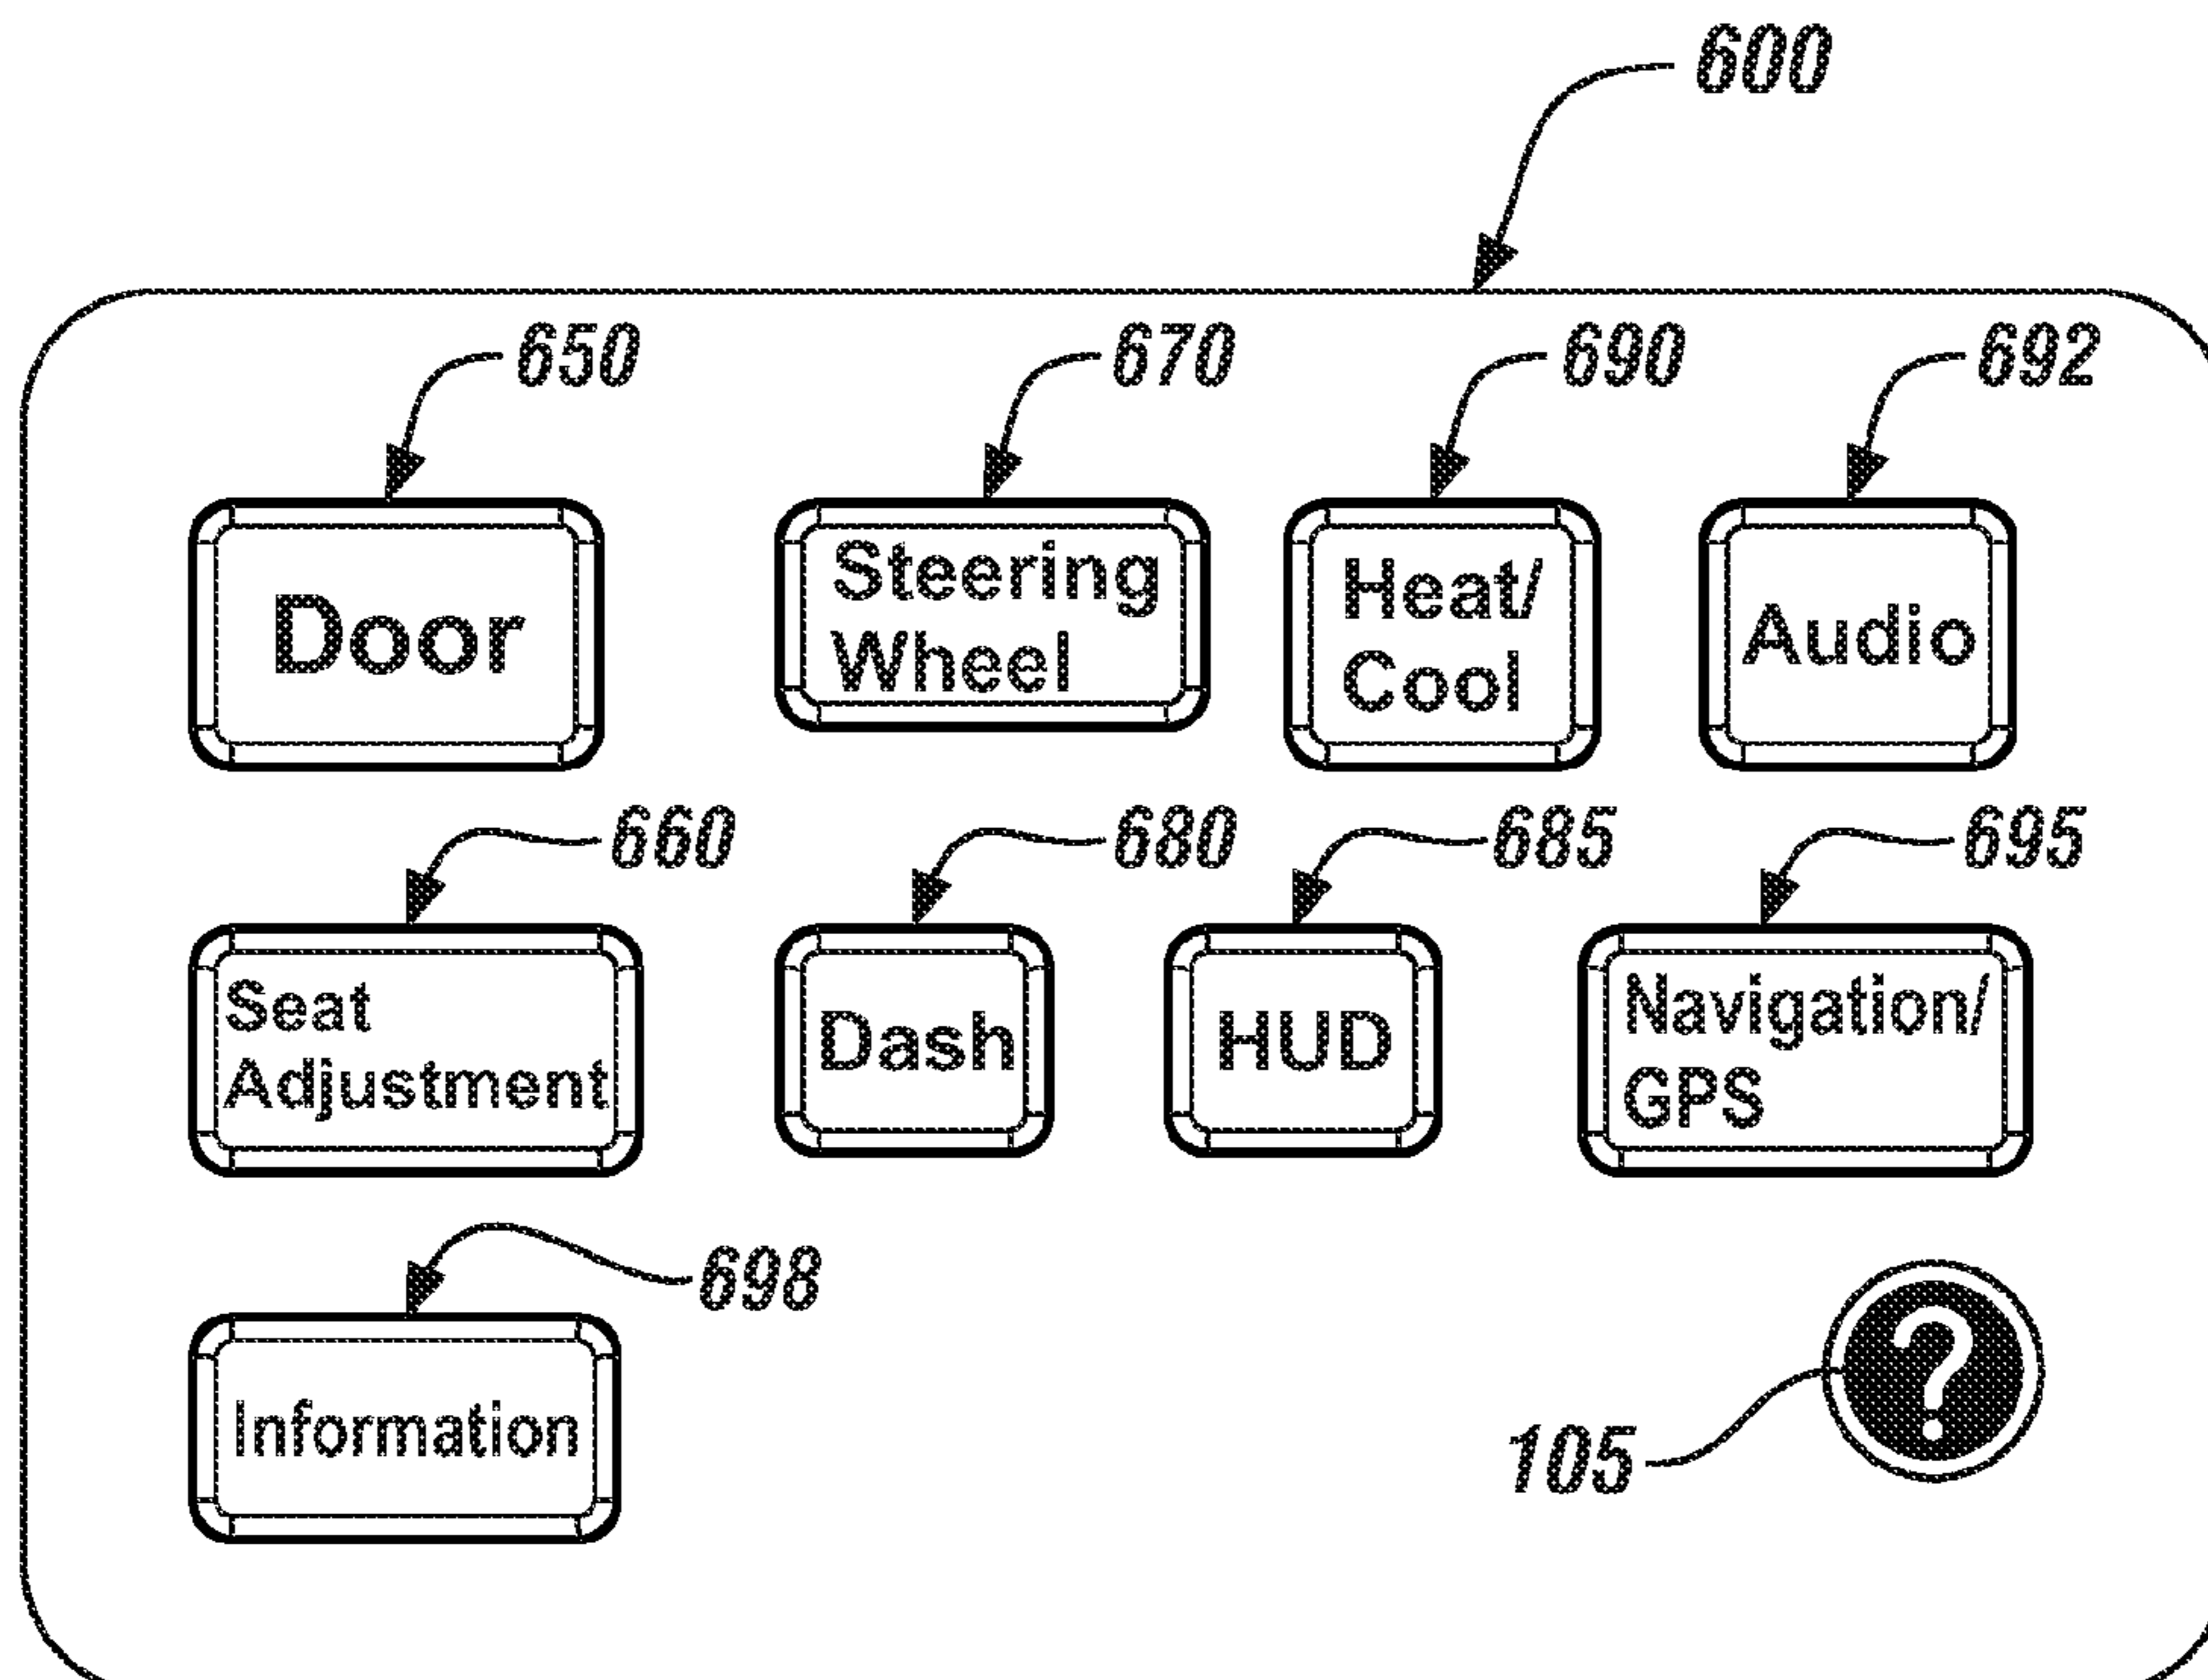 600
650
670
690
692
Door
Steering
Wheel
Heat/
Cool
Audio
660
680
685
695
Seat
Adjustment
Dash
HUD
Navigation/
GPS
698
Information
?
105